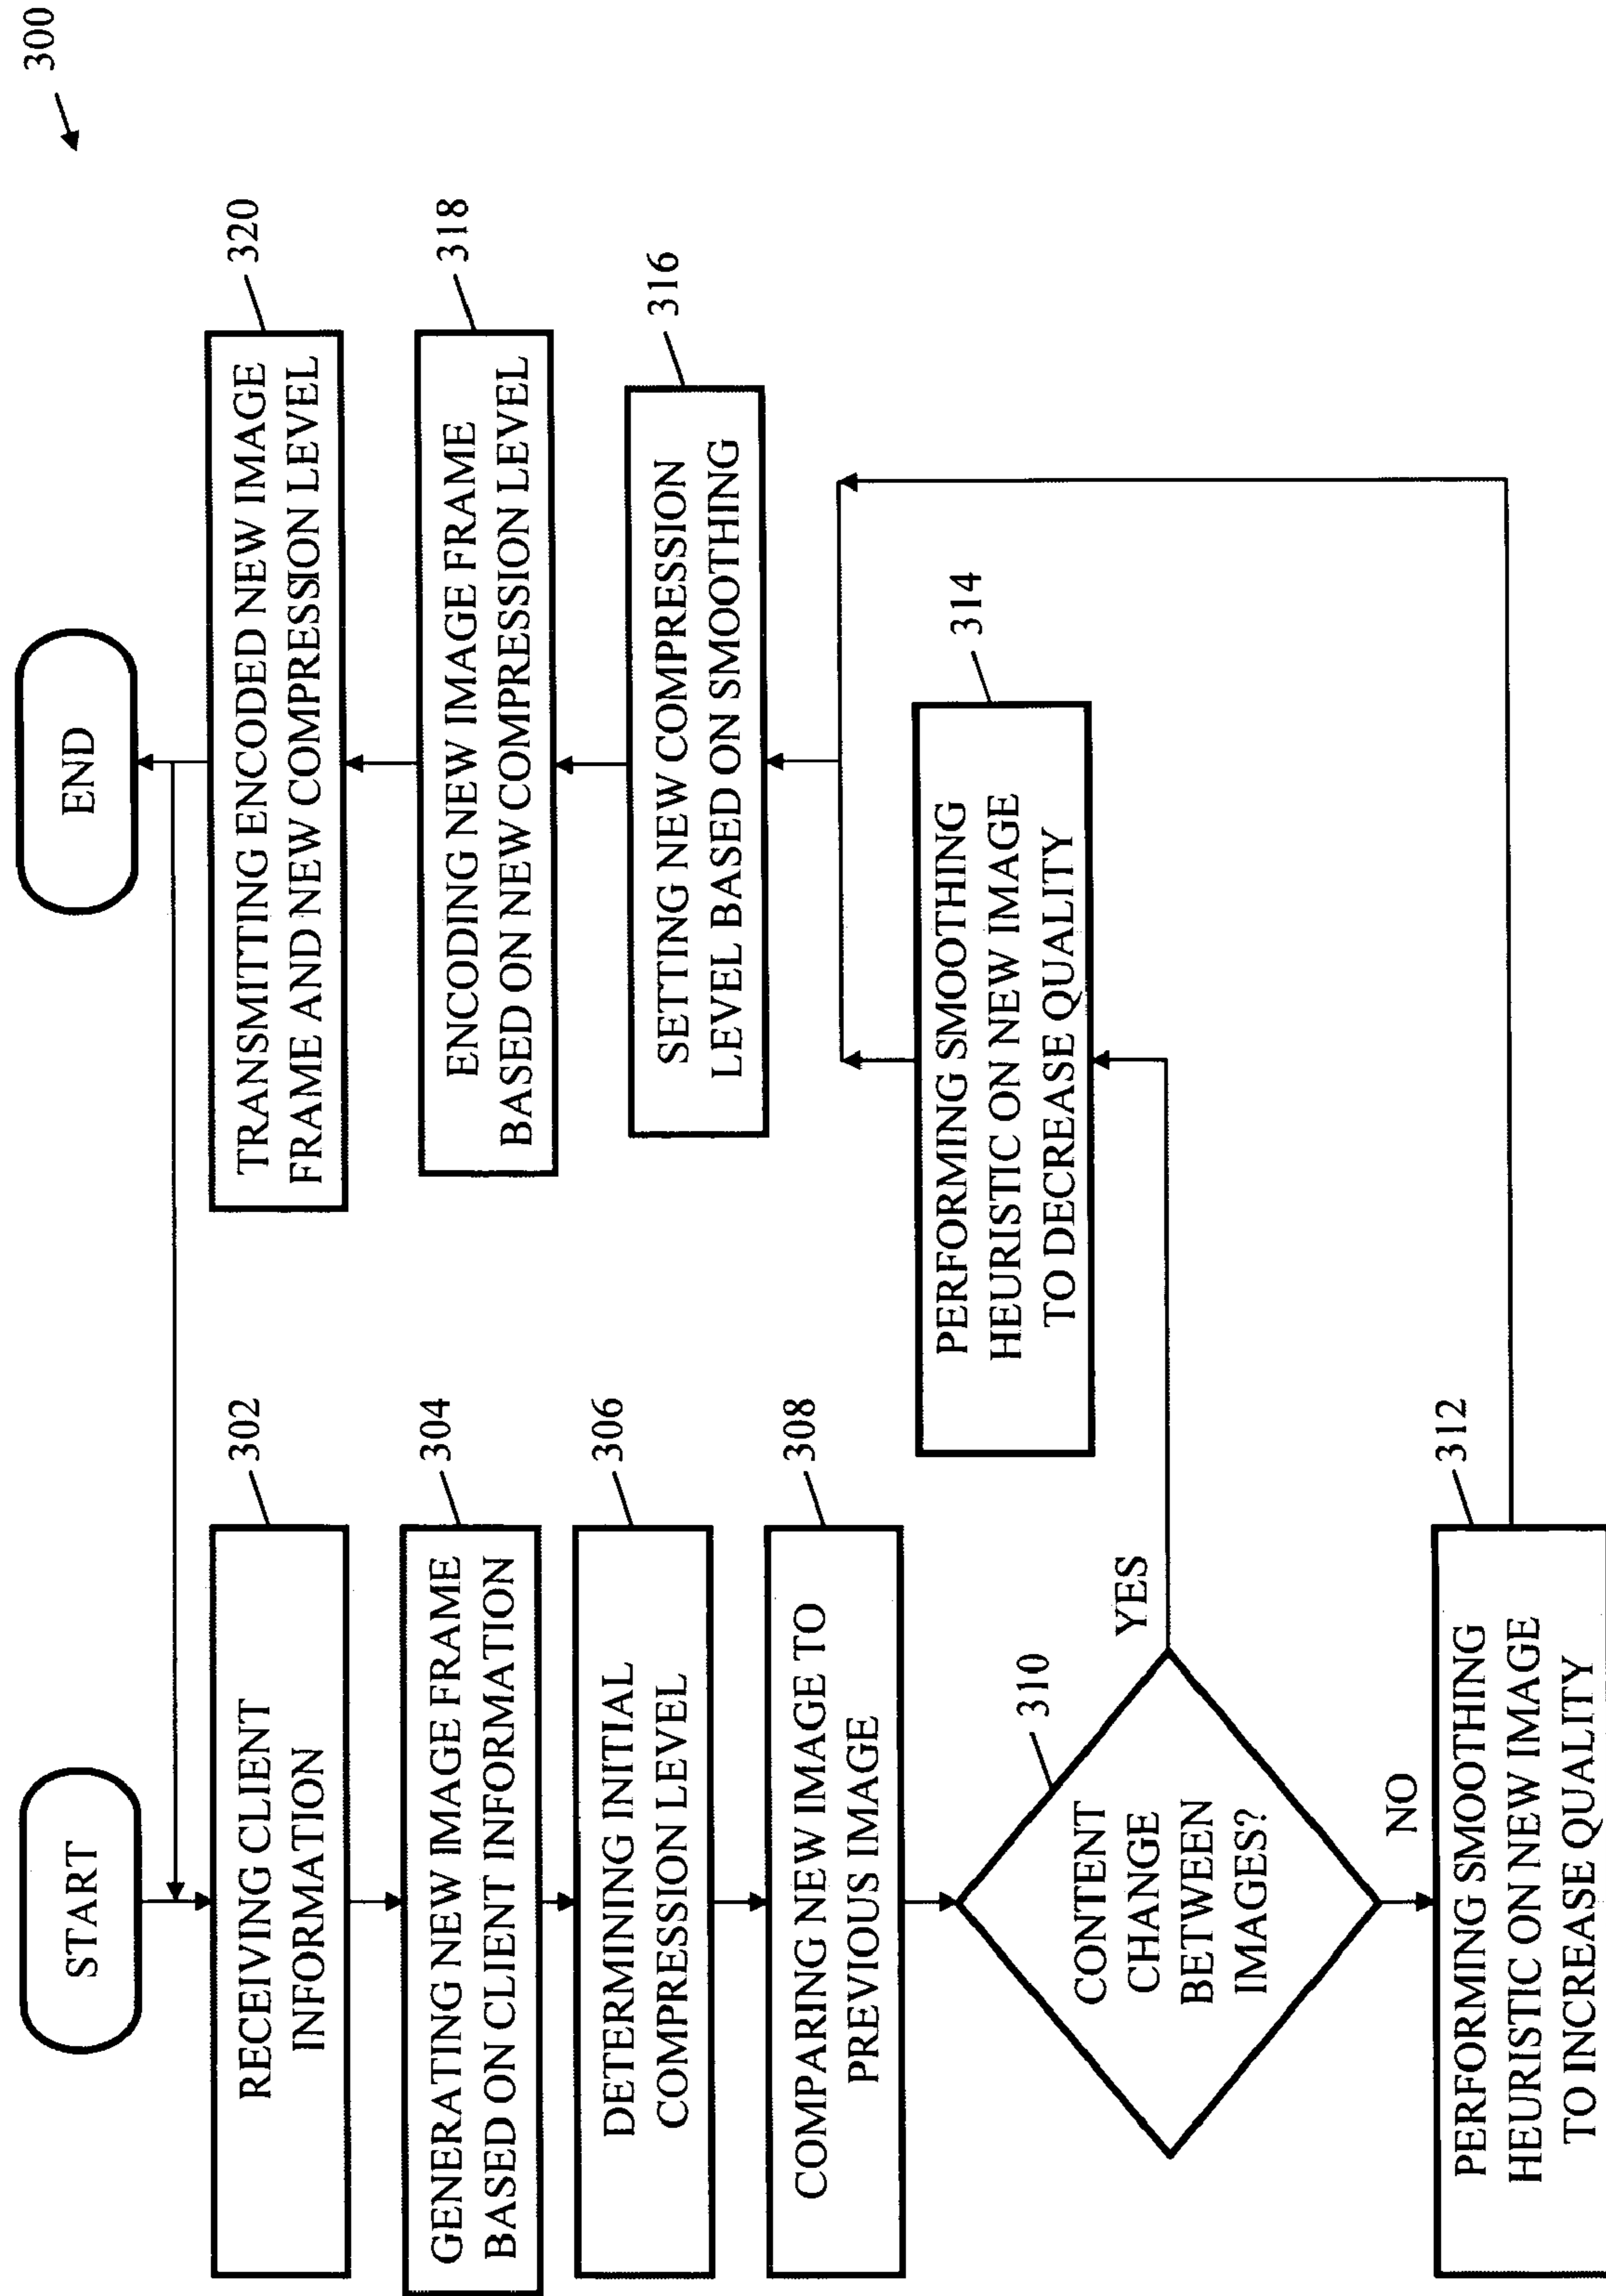 300
START
302
RECEIVING CLIENT
INFORMATION
304
GENERATING NEW IMAGE FRAME
BASED ON CLIENT INFORMATION
306
DETERMINING INITIAL
COMPRESSION LEVEL
308
COMPARING NEW IMAGE TO
PREVIOUS IMAGE
310
CONTENT
CHANGE
BETWEEN
IMAGES?
YES
NO
312
PERFORMING SMOOTHING
HEURISTIC ON NEW IMAGE
TO INCREASE QUALITY
314
PERFORMING SMOOTHING
HEURISTIC ON NEW IMAGE
TO DECREASE QUALITY
316
SETTING NEW COMPRESSION
LEVEL BASED ON SMOOTHING
318
ENCODING NEW IMAGE FRAME
BASED ON NEW COMPRESSION LEVEL
320
TRANSMITTING ENCODED NEW IMAGE
FRAME AND NEW COMPRESSION LEVEL
END